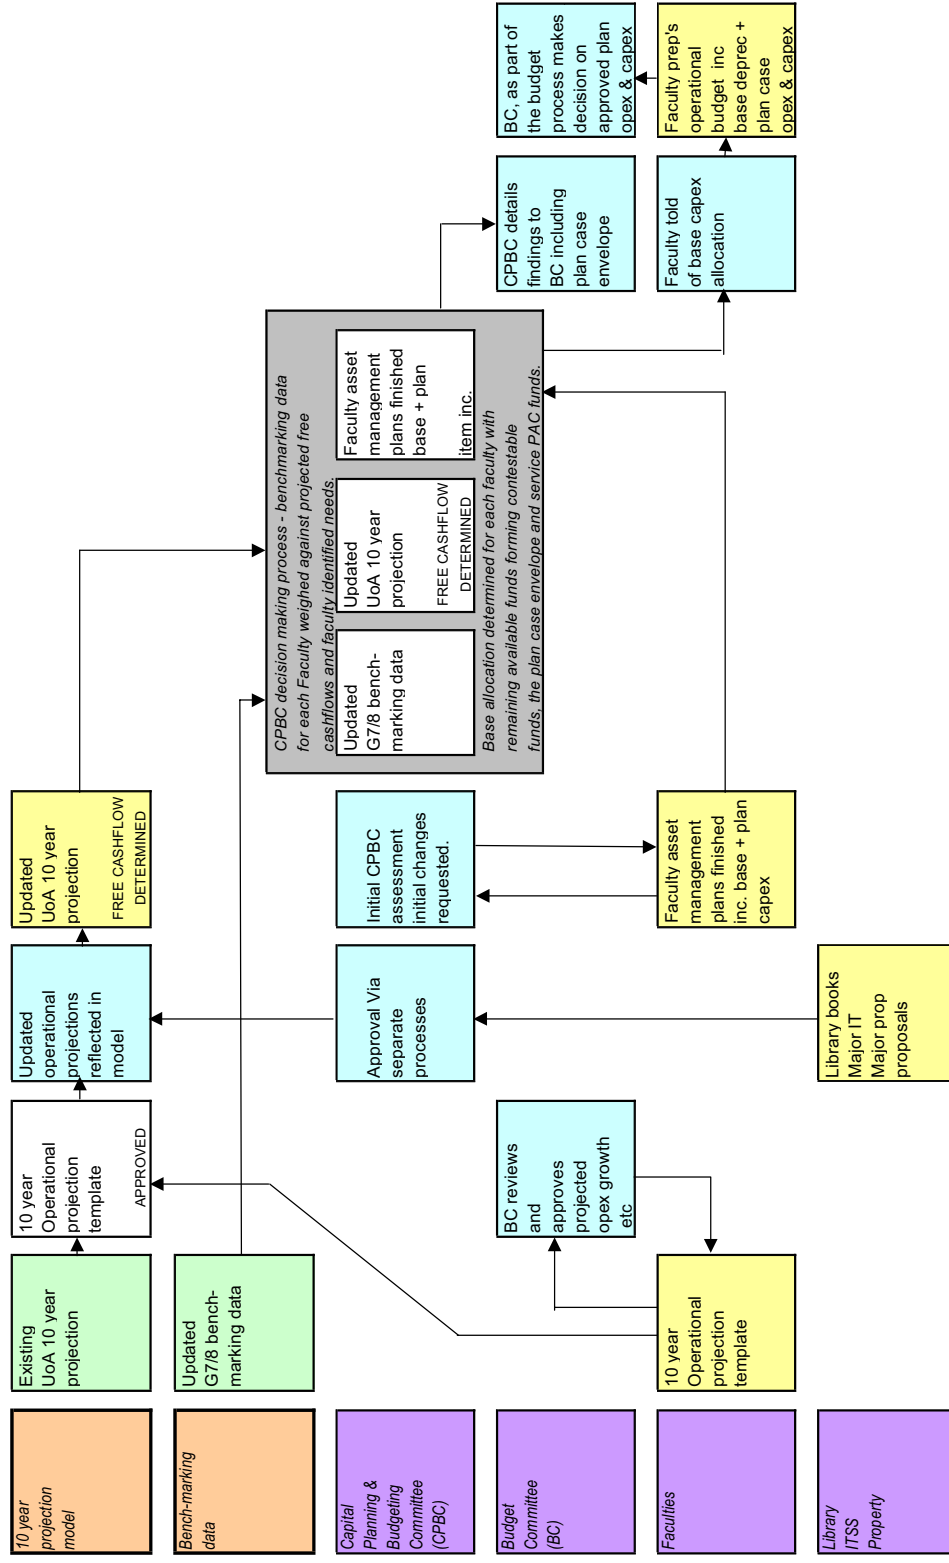 10 year
projection
model
Existing
UoA 10 year
projection
10 year
Operational
projection
template
APPROVED
Updated
operational
projections
reflected in
model
Updated
UoA 10 year
projection
FREE CASHFLOW
DETERMINED
Bench-marking
data
Updated
G7/8 bench-
marking data
CPBC decision making process - benchmarking data
for each Faculty weighed against projected free
cashflows and faculty identified needs.
Updated
G7/8 bench-
marking data
Updated
UoA 10 year
projection
FREE CASHFLOW
DETERMINED
Faculty asset
management
plans finished
base + plan
item inc.
Base allocation determined for each faculty with
remaining available funds forming contestable
funds, the plan case envelope and service PAC funds.
Capital
Planning &
Budgeting
Committee
(CPBC)
Approval Via
separate
processes
Initial CPBC
assessment
initial changes
requested.
Budget
Committee
(BC)
BC reviews
and
approves
projected
opex growth
etc
CPBC details
findings to
BC including
plan case
envelope
BC, as part of
the budget
process makes
decision on
approved plan
opex & capex
Faculties
10 year
Operational
projection
template
Faculty asset
management
plans finished
inc. base + plan
capex
Faculty told
of base capex
allocation
Faculty prep's
operational
budget inc
base deprec +
plan case
opex & capex
Library
ITSS
Property
Library books
Major IT
Major prop
proposals